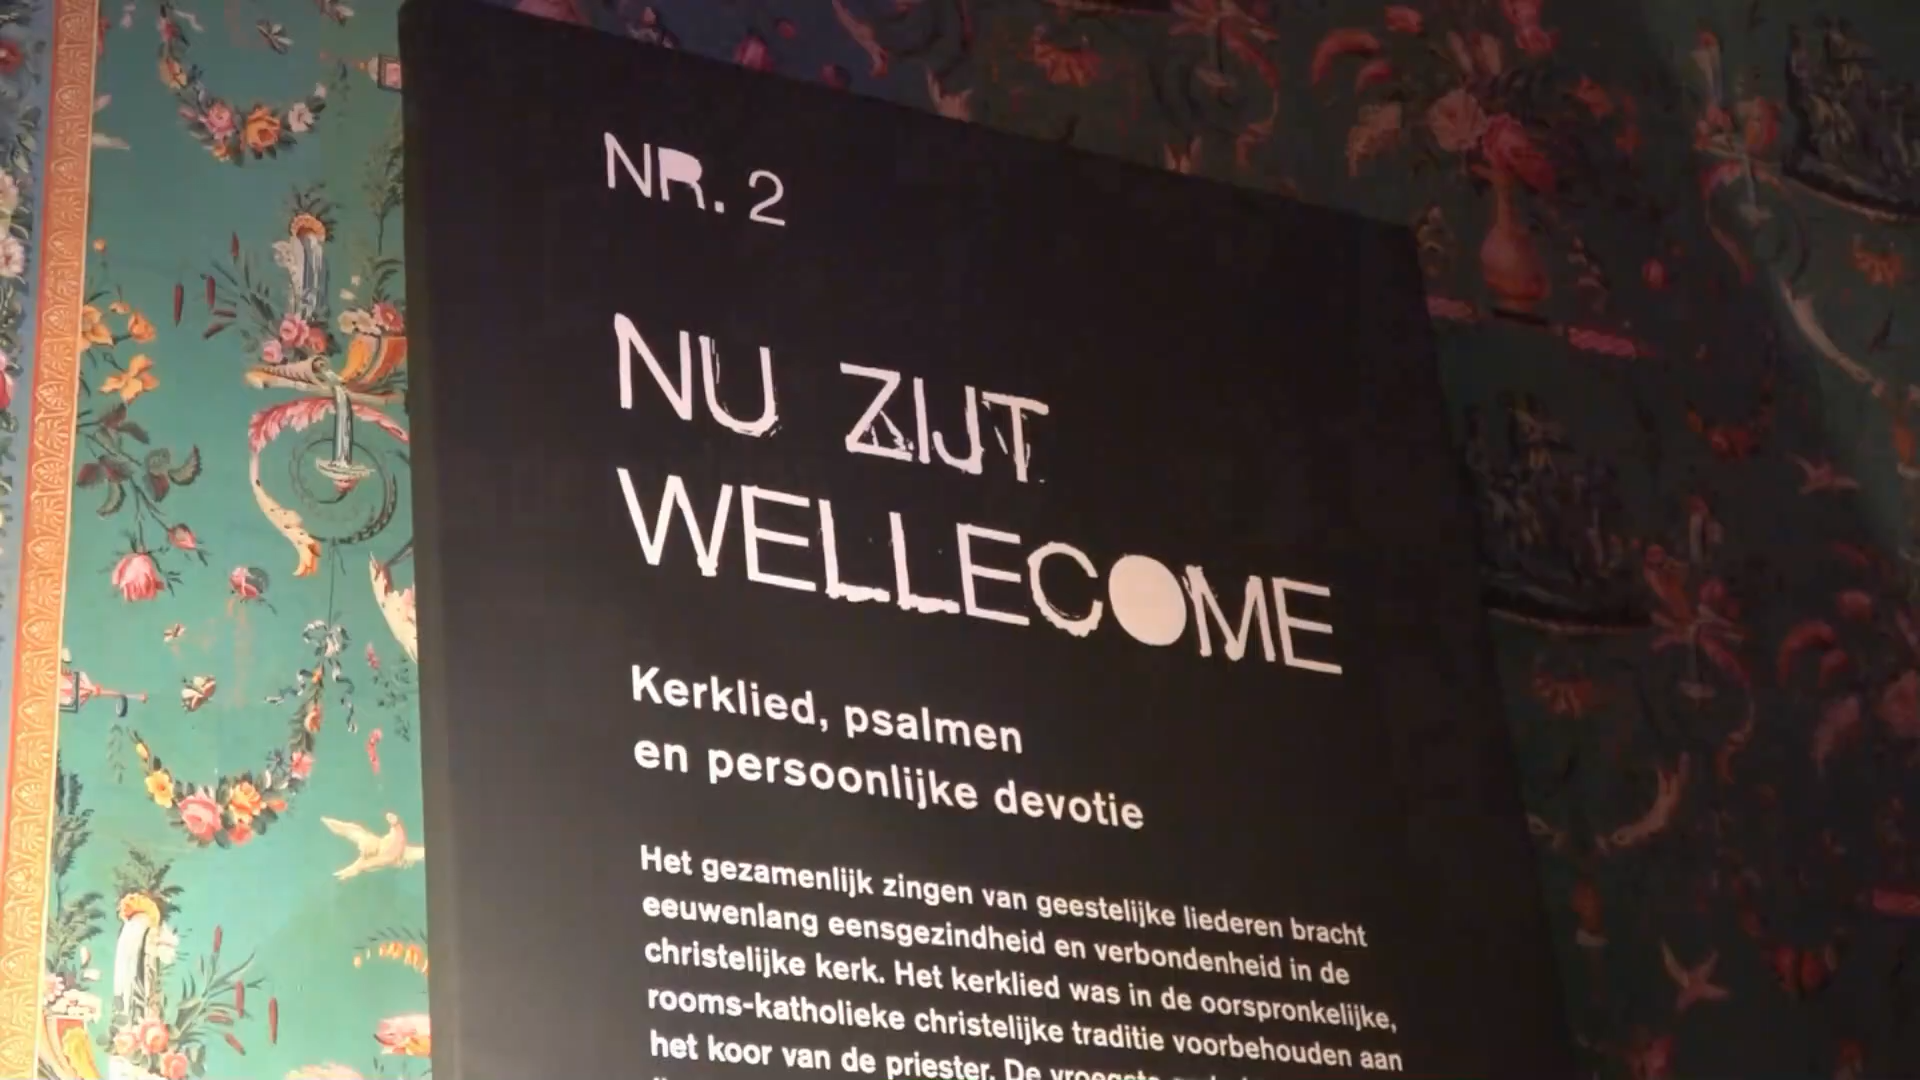 NR. 2
NU ZIJT
WELLECOME
Kerklied, psalmen
en persoonlijke devotie
Het gezamenlijk zingen van geestelijke liederen bracht
eeuwenlang eensgezindheid en verbondenheid in de
christelijke kerk. Het kerklied was in de oorspronkelijke,
rooms-katholieke christelijke traditie voorbehouden aan
het koor van de priester. De vroegste